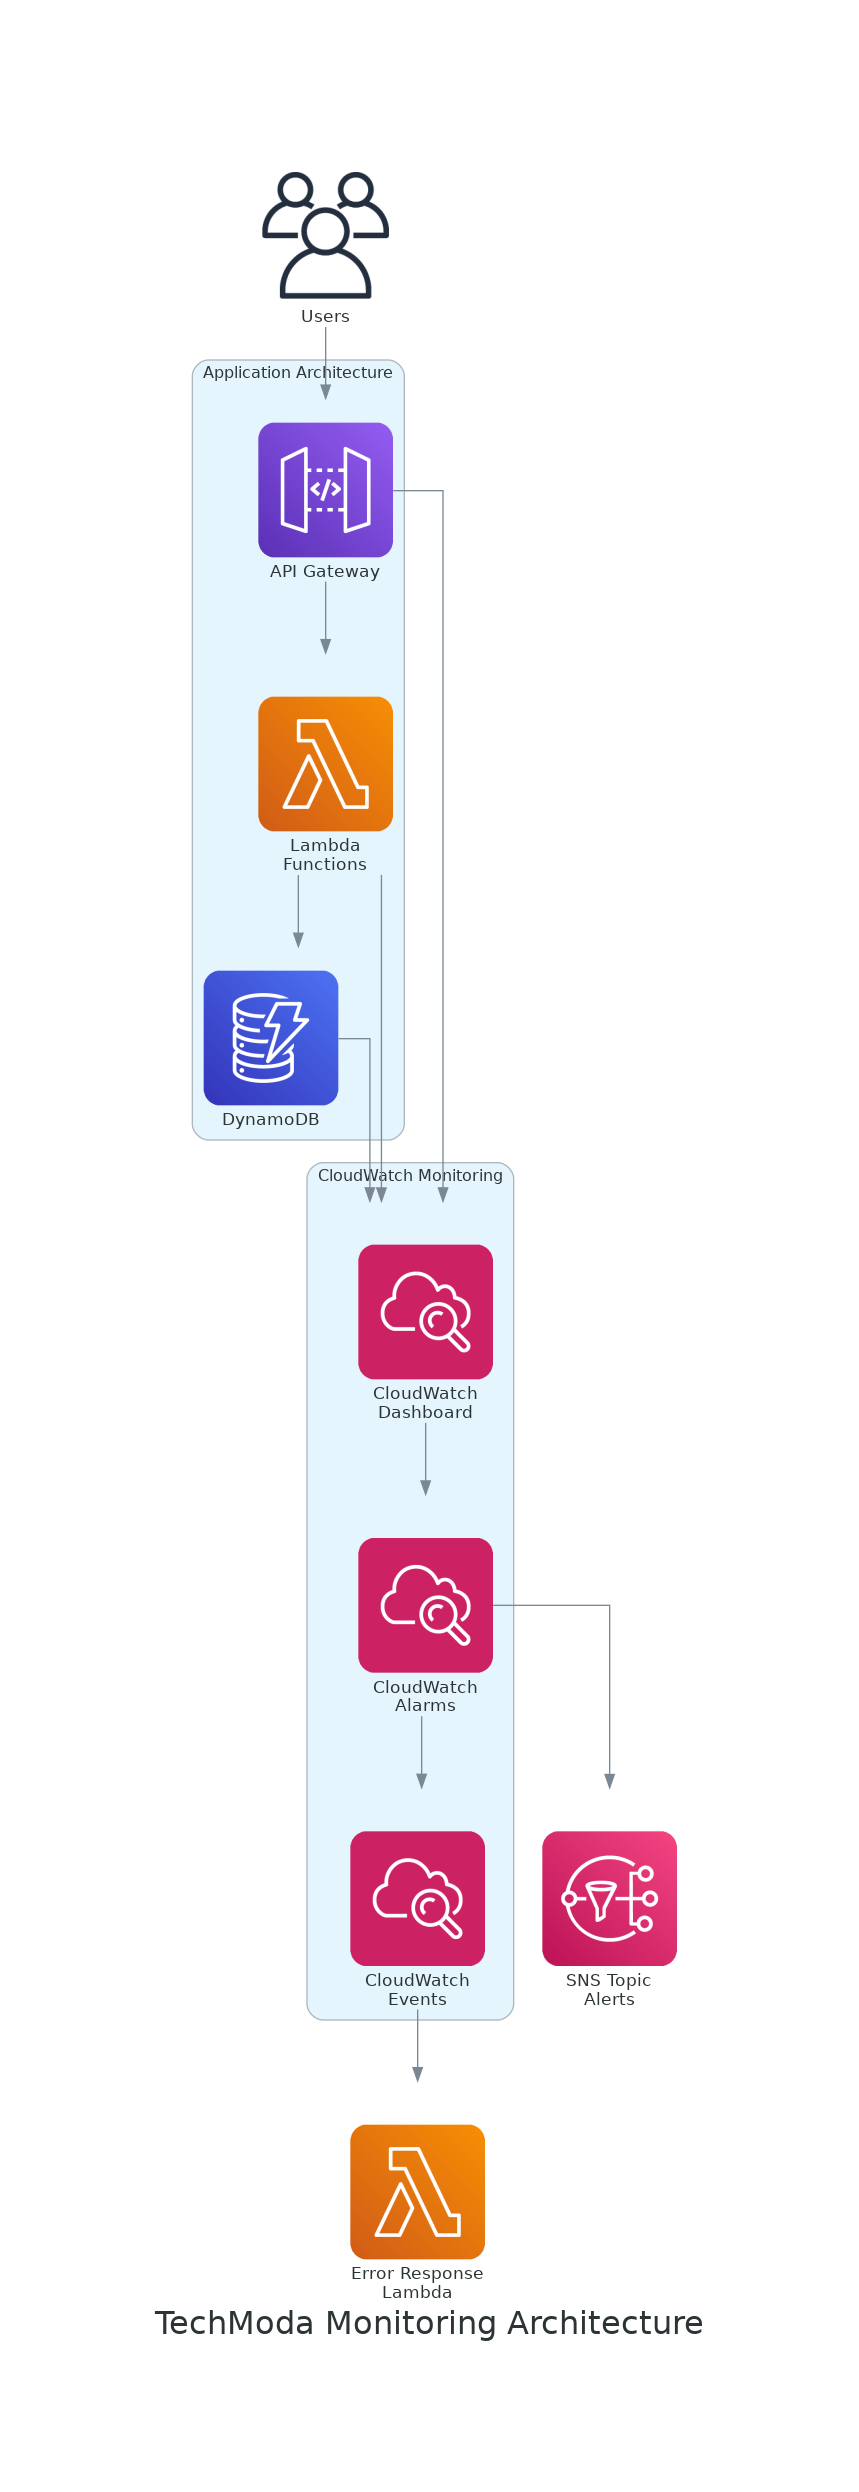 Users
Application Architecture
API Gateway
Lambda
Functions
DynamoDB
CloudWatch Monitoring
CloudWatch
Dashboard
CloudWatch
Alarms
CloudWatch
Events
SNS Topic
Alerts
Error Response
Lambda
TechModa Monitoring Architecture